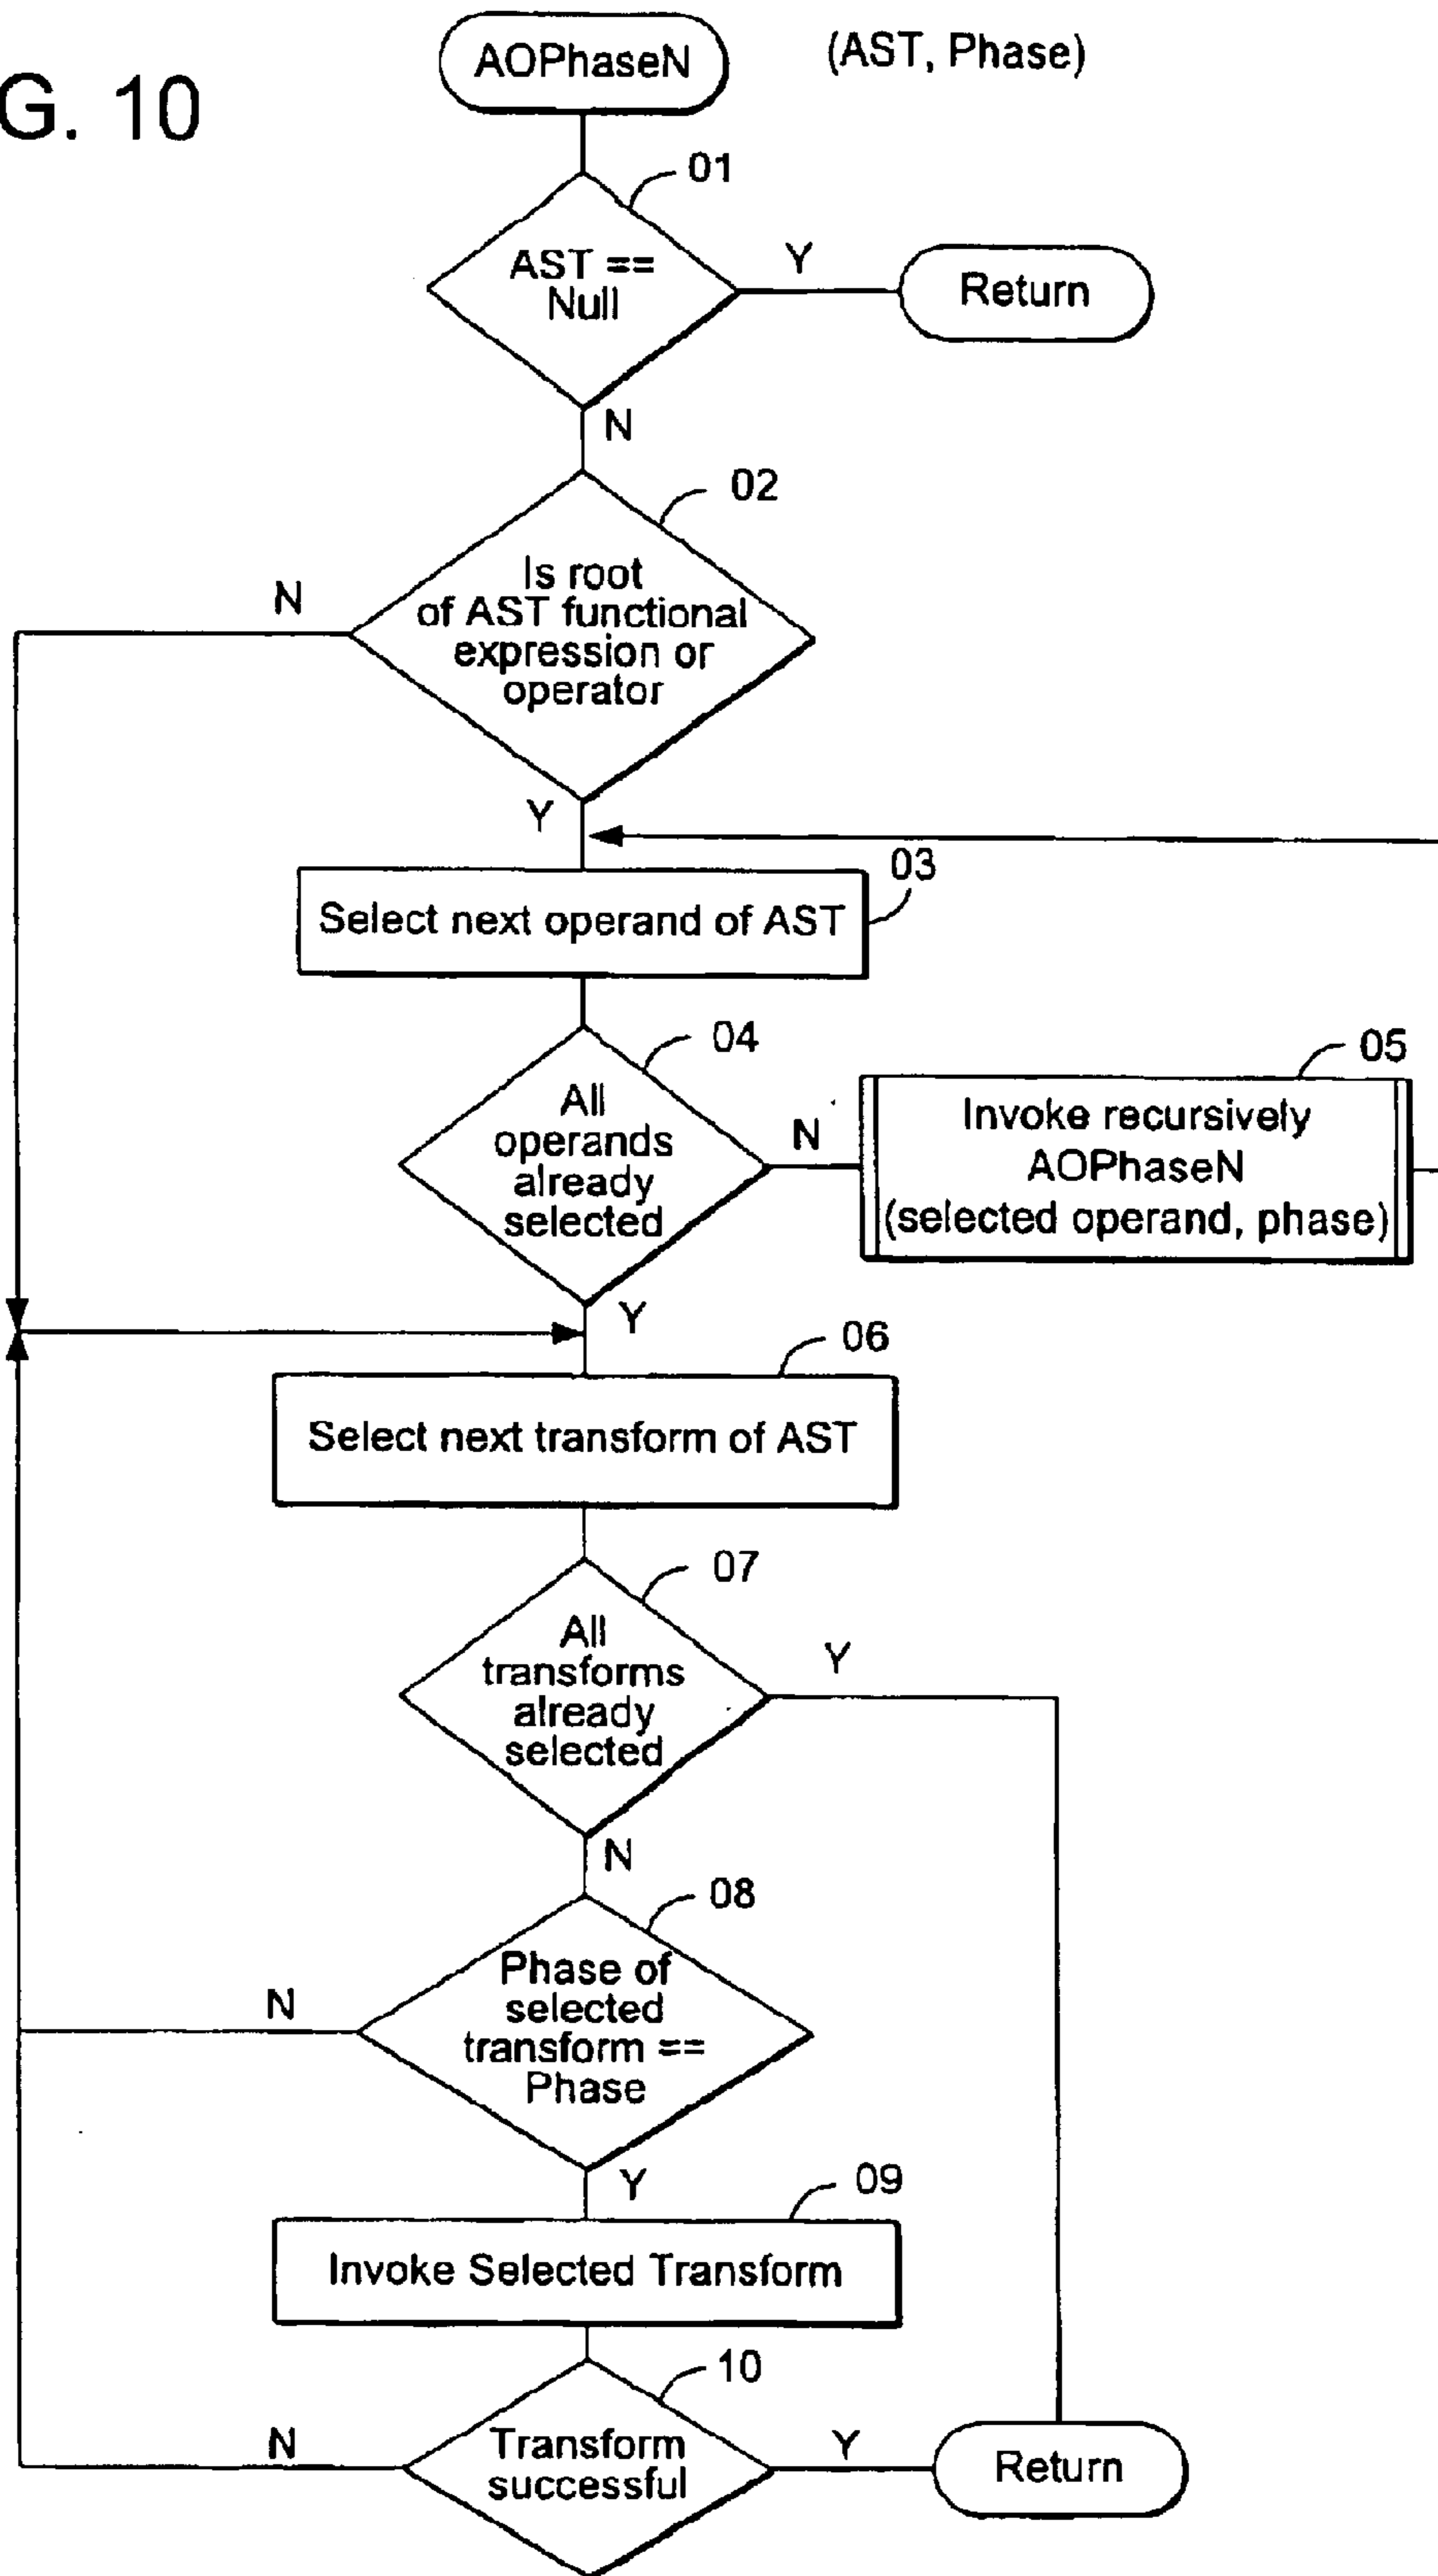 G. 10
AOPhaseN
(AST, Phase)
01
AST ==
Null
Y
Return
N
02
Is root
of AST functional
expression or
operator
N
Y
03
Select next operand of AST
04
All
operands
already
selected
N
05
Invoke recursively
AOPhaseN
(selected operand, phase)
Y
06
Select next transform of AST
07
All
transforms
already
selected
Y
N
08
Phase of
selected
transform ==
Phase
N
Y
09
Invoke Selected Transform
10
Transform
successful
N
Y
Return